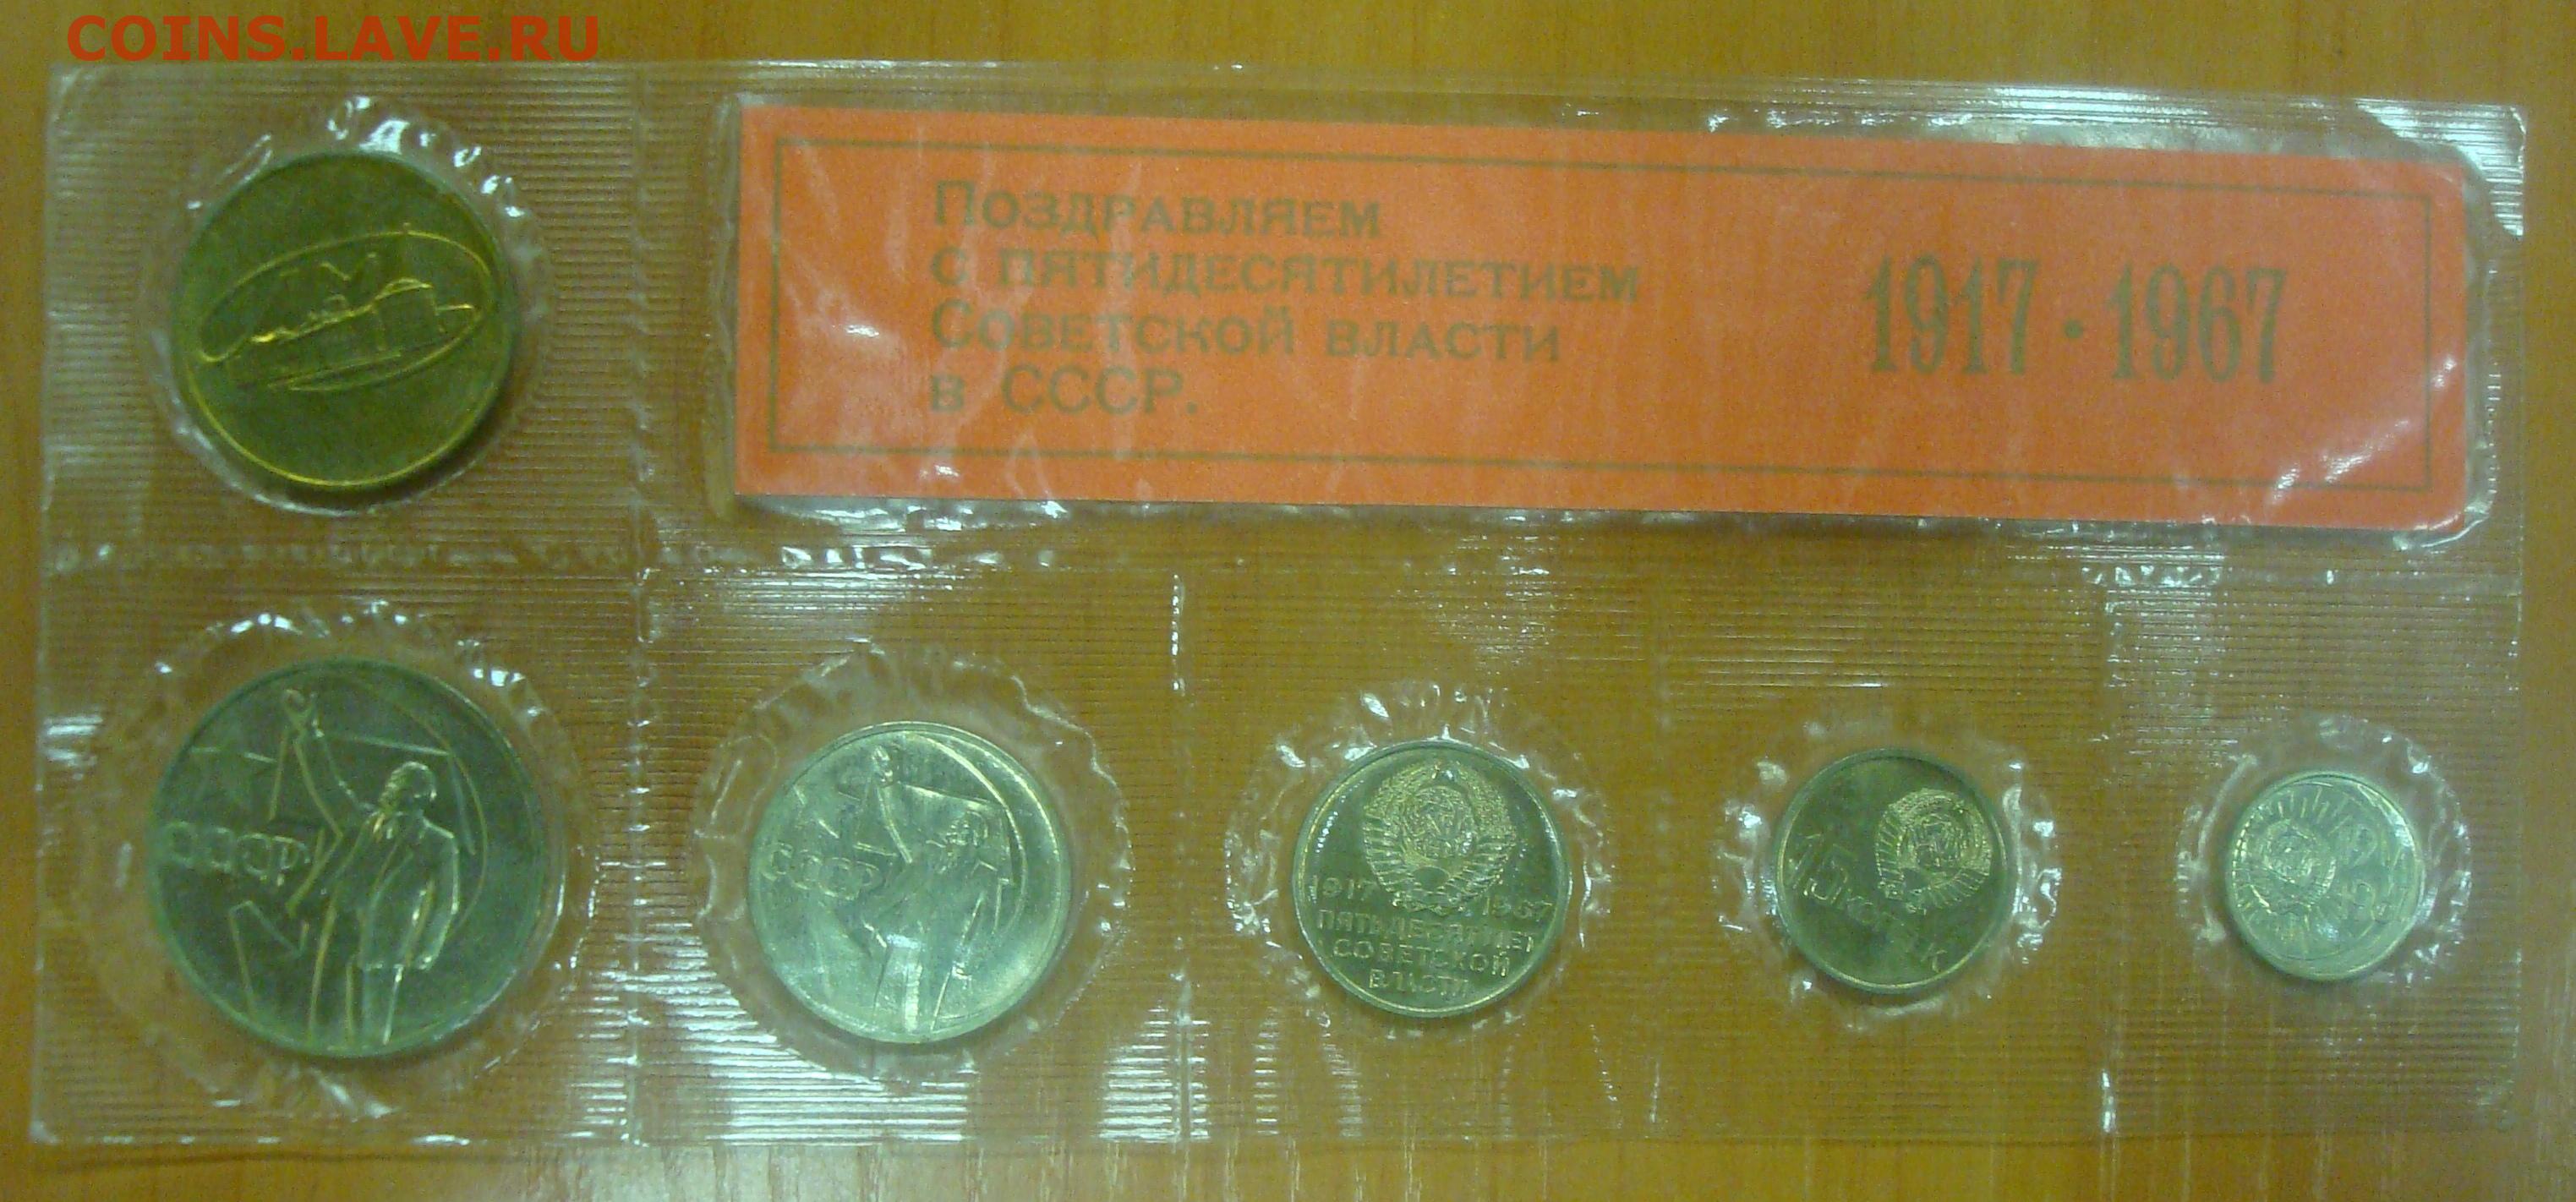 COINS.LAVE.RU
Поздравляем
с пятидесятилетием
Советской власти
в СССР.
1917 · 1967
СССР
СССР
1917 1967
ПЯТЬДЕСЯТ ЛЕТ
СОВЕТСКОЙ
ВЛАСТИ
15 КОПЕЕК